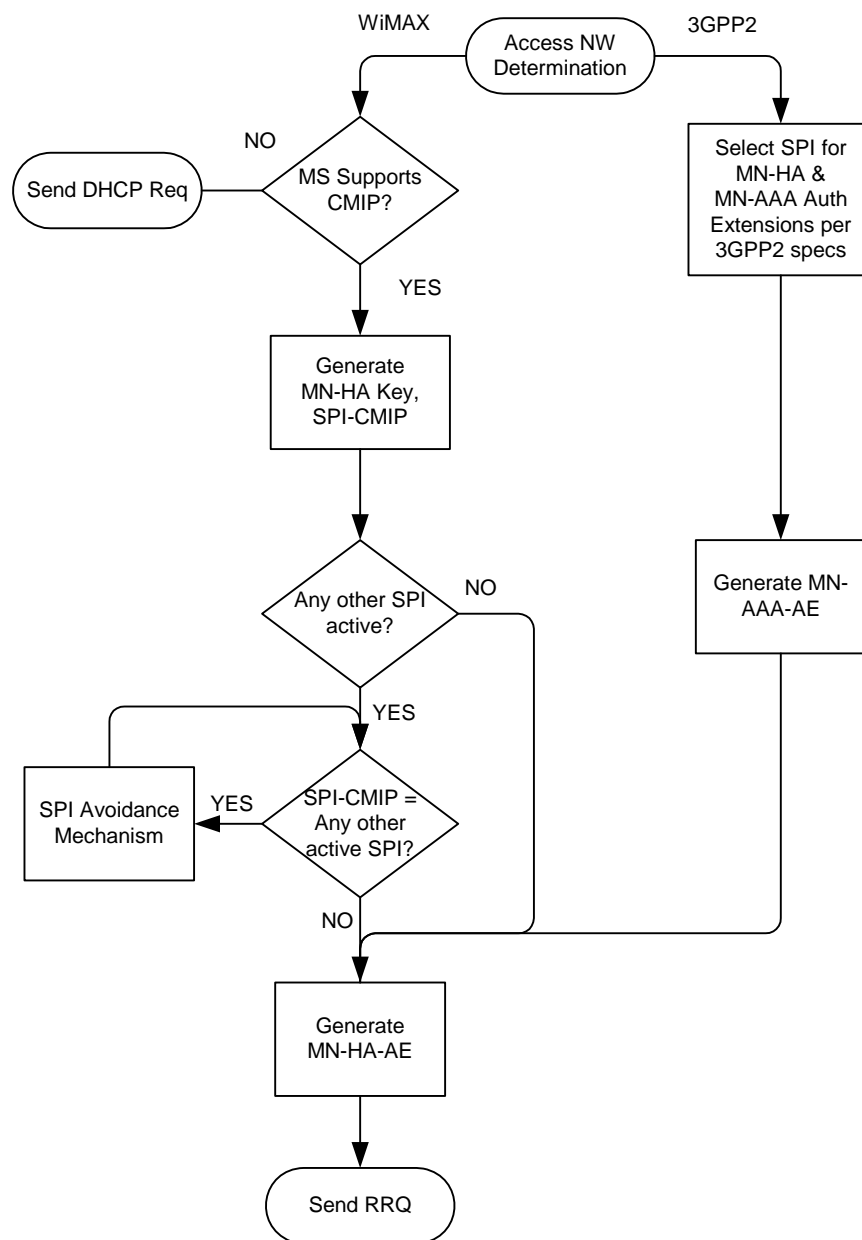 WiMAX
Access NW
Determination
3GPP2
NO
Send DHCP Req
MS Supports
CMIP?
Select SPI for
MN-HA &
MN-AAA Auth
Extensions per
3GPP2 specs
YES
Generate
MN-HA Key,
SPI-CMIP
Any other SPI
active?
NO
Generate MN-
AAA-AE
YES
SPI Avoidance
Mechanism
YES
SPI-CMIP =
Any other
active SPI?
NO
Generate
MN-HA-AE
Send RRQ